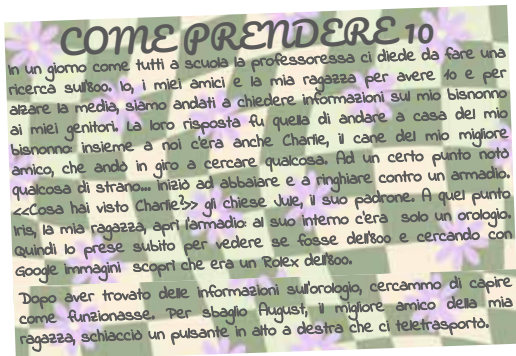 COME PRENDERE 10
In un giorno come tutti a scuola la professoressa ci diede da fare una
ricerca sull'800. Io, i miei amici e la mia ragazza per avere 10 e per
alzare la media, siamo andati a chiedere informazioni sul mio bisnonno
ai miei genitori. La loro risposta fu quella di andare a casa del mio
bisnonno: insieme a noi c'era anche Charlie, il cane del mio migliore
amico, che andò in giro a cercare qualcosa. Ad un certo punto notò
qualcosa di strano... iniziò ad abbaiare e a ringhiare contro un armadio.
<<Cosa hai visto Charlie?>> gli chiese Jule, il suo padrone. A quel punto
Iris, la mia ragazza, aprì l'armadio: al suo interno c'era solo un orologio.
Quindi lo prese subito per vedere se fosse dell'800 e cercando con
Google Immagini scoprì che era un Rolex dell'800.
Dopo aver trovato delle informazioni sull'orologio, cercammo di capire
come funzionasse. Per sbaglio August, il migliore amico della mia
ragazza, schiacciò un pulsante in alto a destra che ci teletrasportò.